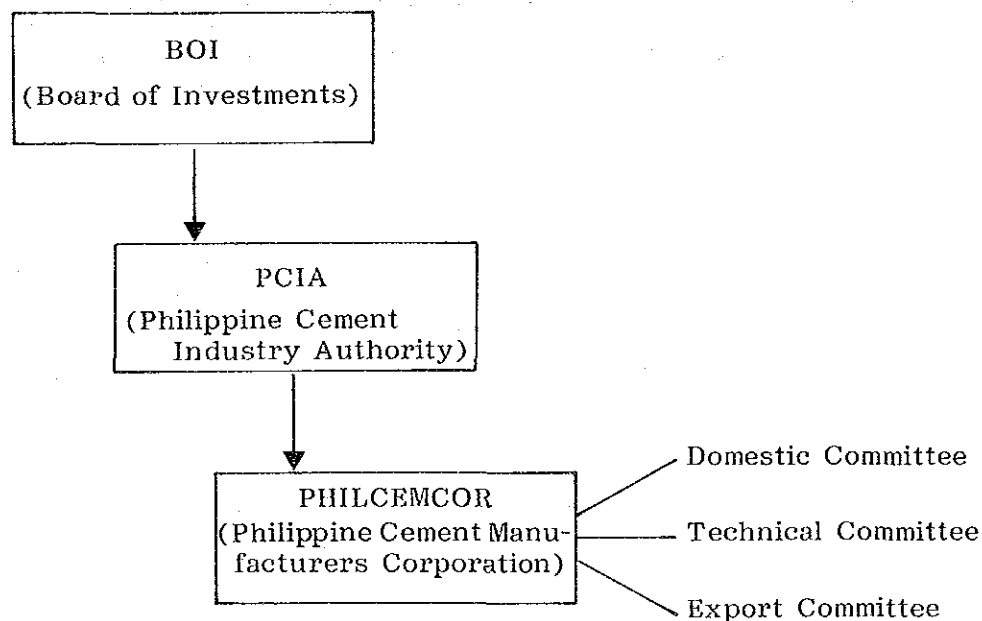 BOI
(Board of Investments)
PCIA
(Philippine Cement
Industry Authority)
PHILCEMCOR
(Philippine Cement Manu-
facturers Corporation)
Domestic Committee
Technical Committee
Export Committee